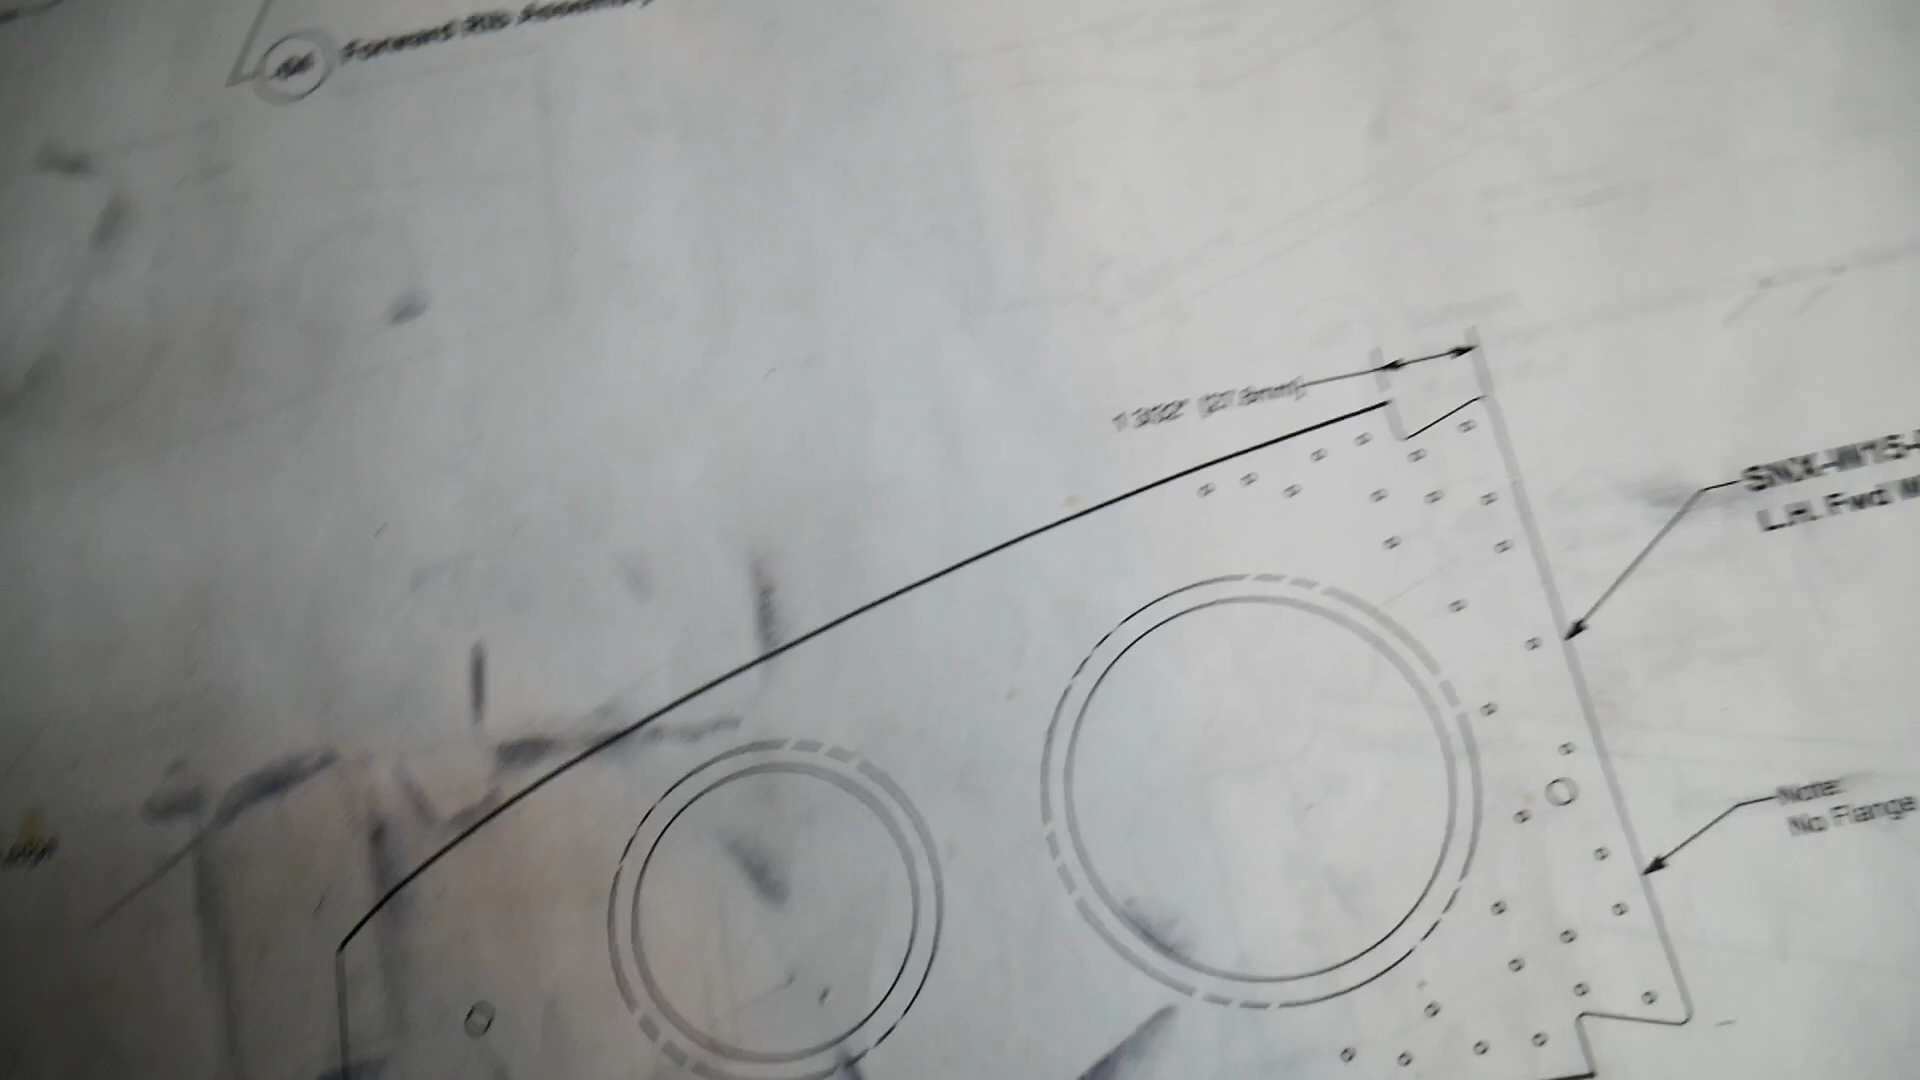 Forward Rib Assembly
1 3/32" (27.8mm)
SNX-W15-
L.H. Fwd
Note:
No Flange